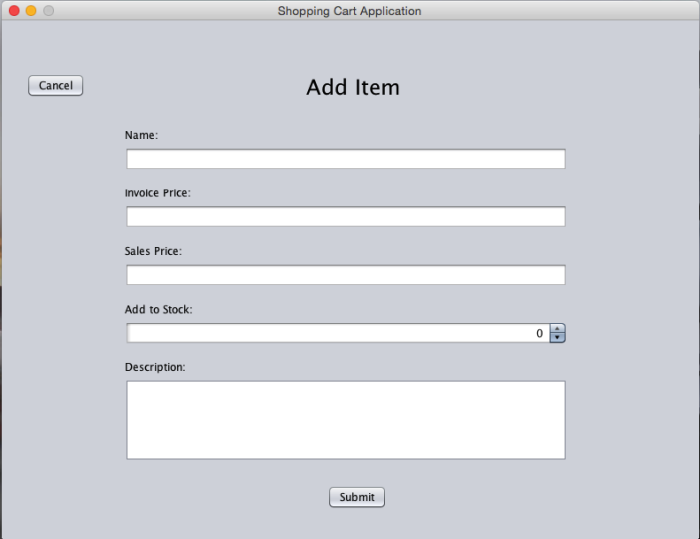 Shopping Cart Application
Cancel
Add Item
Name:
Invoice Price:
Sales Price:
Add to Stock:
0
Description:
Submit